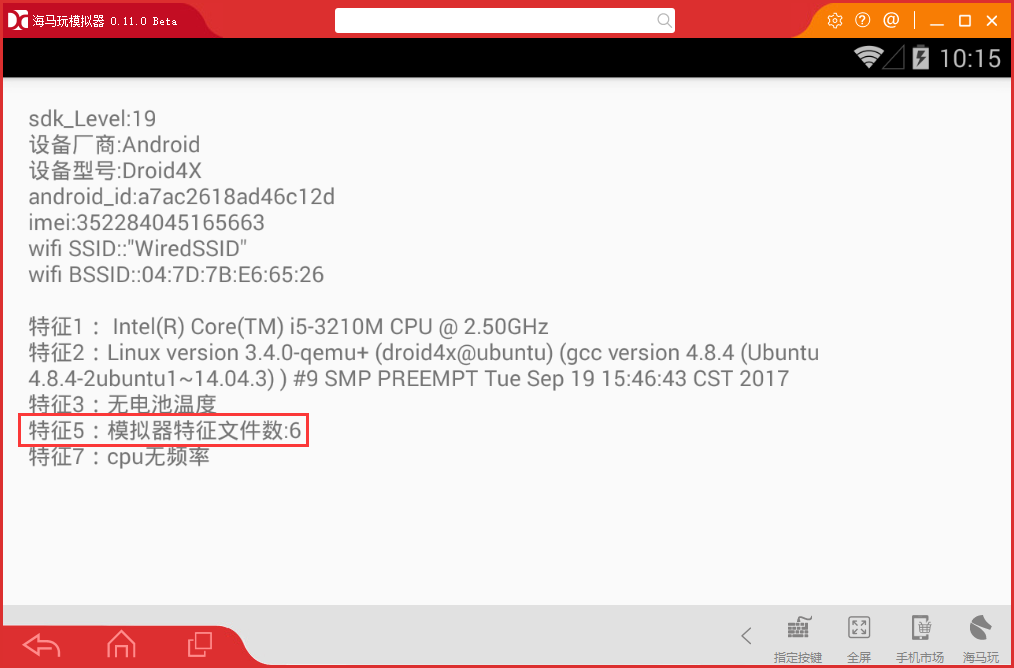 海马玩模拟器 0.11.0 Beta
10:15
sdk_Level:19
设备厂商:Android
设备型号:Droid4X
android_id:a7ac2618ad46c12d
imei:352284045165663
wifi SSID::"WiredSSID"
wifi BSSID::04:7D:7B:E6:65:26
特征1： Intel(R) Core(TM) i5-3210M CPU @ 2.50GHz
特征2：Linux version 3.4.0-qemu+ (droid4x@ubuntu) (gcc version 4.8.4 (Ubuntu
4.8.4-2ubuntu1~14.04.3) ) #9 SMP PREEMPT Tue Sep 19 15:46:43 CST 2017
特征3：无电池温度
特征5：模拟器特征文件数:6
特征7：cpu无频率
指定按键 全屏 手机市场 海马玩